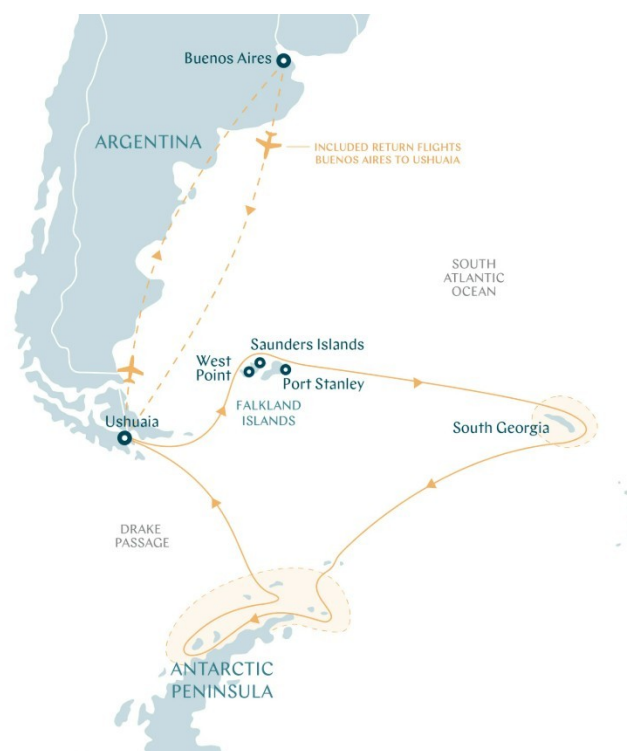 Buenos Aires
ARGENTINA
INCLUDED RETURN FLIGHTS
BUENOS AIRES TO USHUAIA
SOUTH
ATLANTIC
OCEAN
Saunders Islands
West
Point
Port Stanley
FALKLAND
ISLANDS
Ushuaia
South Georgia
DRAKE
PASSAGE
ANTARCTIC
PENINSULA